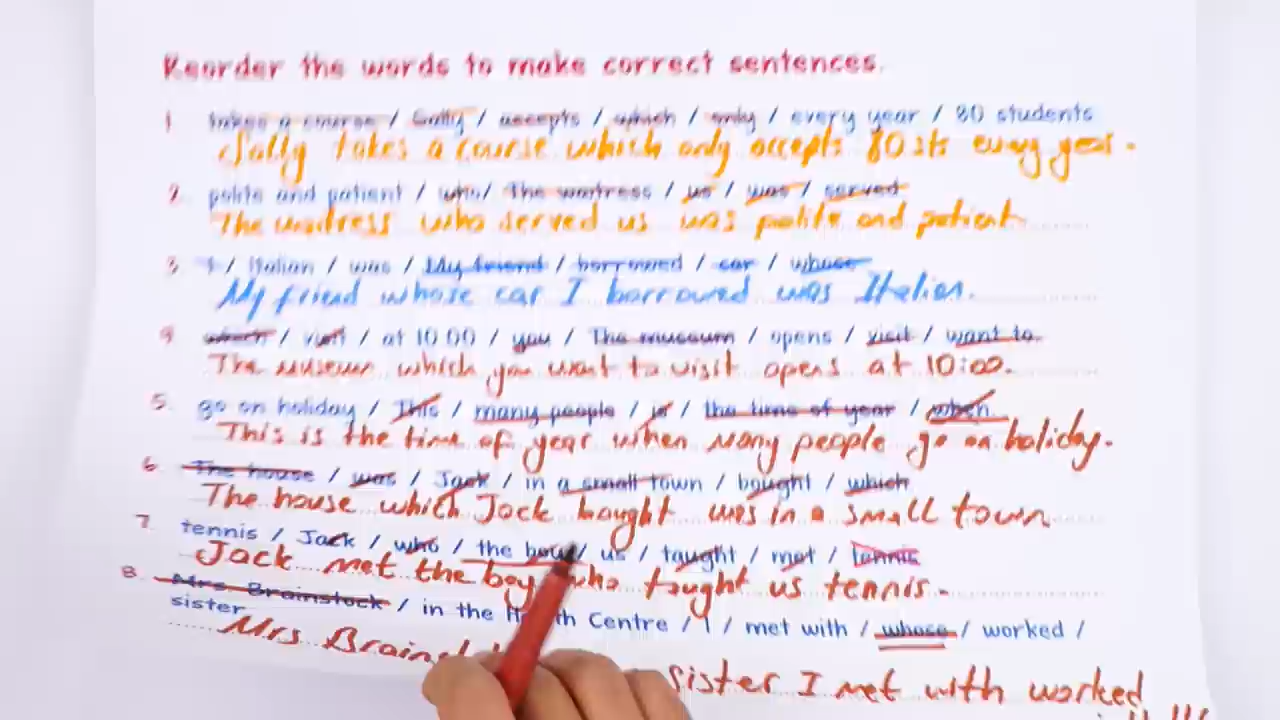 Reorder the words to make correct sentences.
1 takes a course / Sally / accepts / which / only / every year / 80 students
Sally takes a course which only accepts 80 sts every year.
2. polite and patient / who / The waitress / us / was / served
The waitress who served us was polite and patient
3. I / Italian / was / My friend / borrowed / car / whose
My friend whose car I borrowed was Italian.
4 which / visit / at 10.00 / you / The museum / opens / visit / want to.
The museum which you want to visit opens at 10:00.
5. go on holiday / This / many people / is / the time of year / when
This is the time of year when many people go on holiday.
6 The house / was / Jack / in a small town / bought / which
The house which Jack bought was in a small town
7. tennis / Jack / who / the boy / us / taught / met / tennis
Jack met the boy who taught us tennis.
8. Mrs. Brainstock / in the Centre / I / met with / whose / worked /
sister
Mrs sister I met with worked